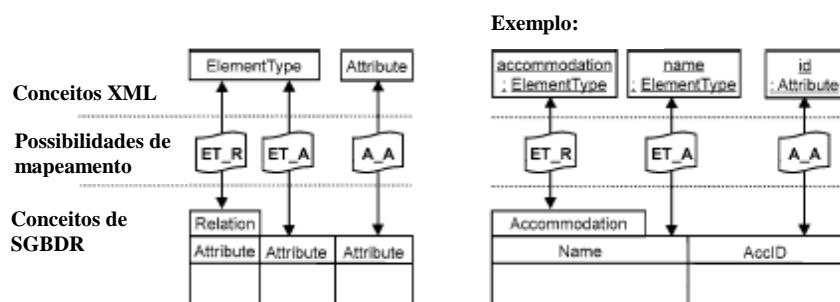 Exemplo:
ElementType
Attribute
accommodation
: ElementType
name
: ElementType
id
: Attribute
Conceitos XML
Possibilidades de
mapeamento
ET_R
ET_A
A_A
ET_R
ET_A
A_A
Conceitos de
SGBDR
Relation
Attribute
Attribute
Attribute
Accommodation
Name
AccID